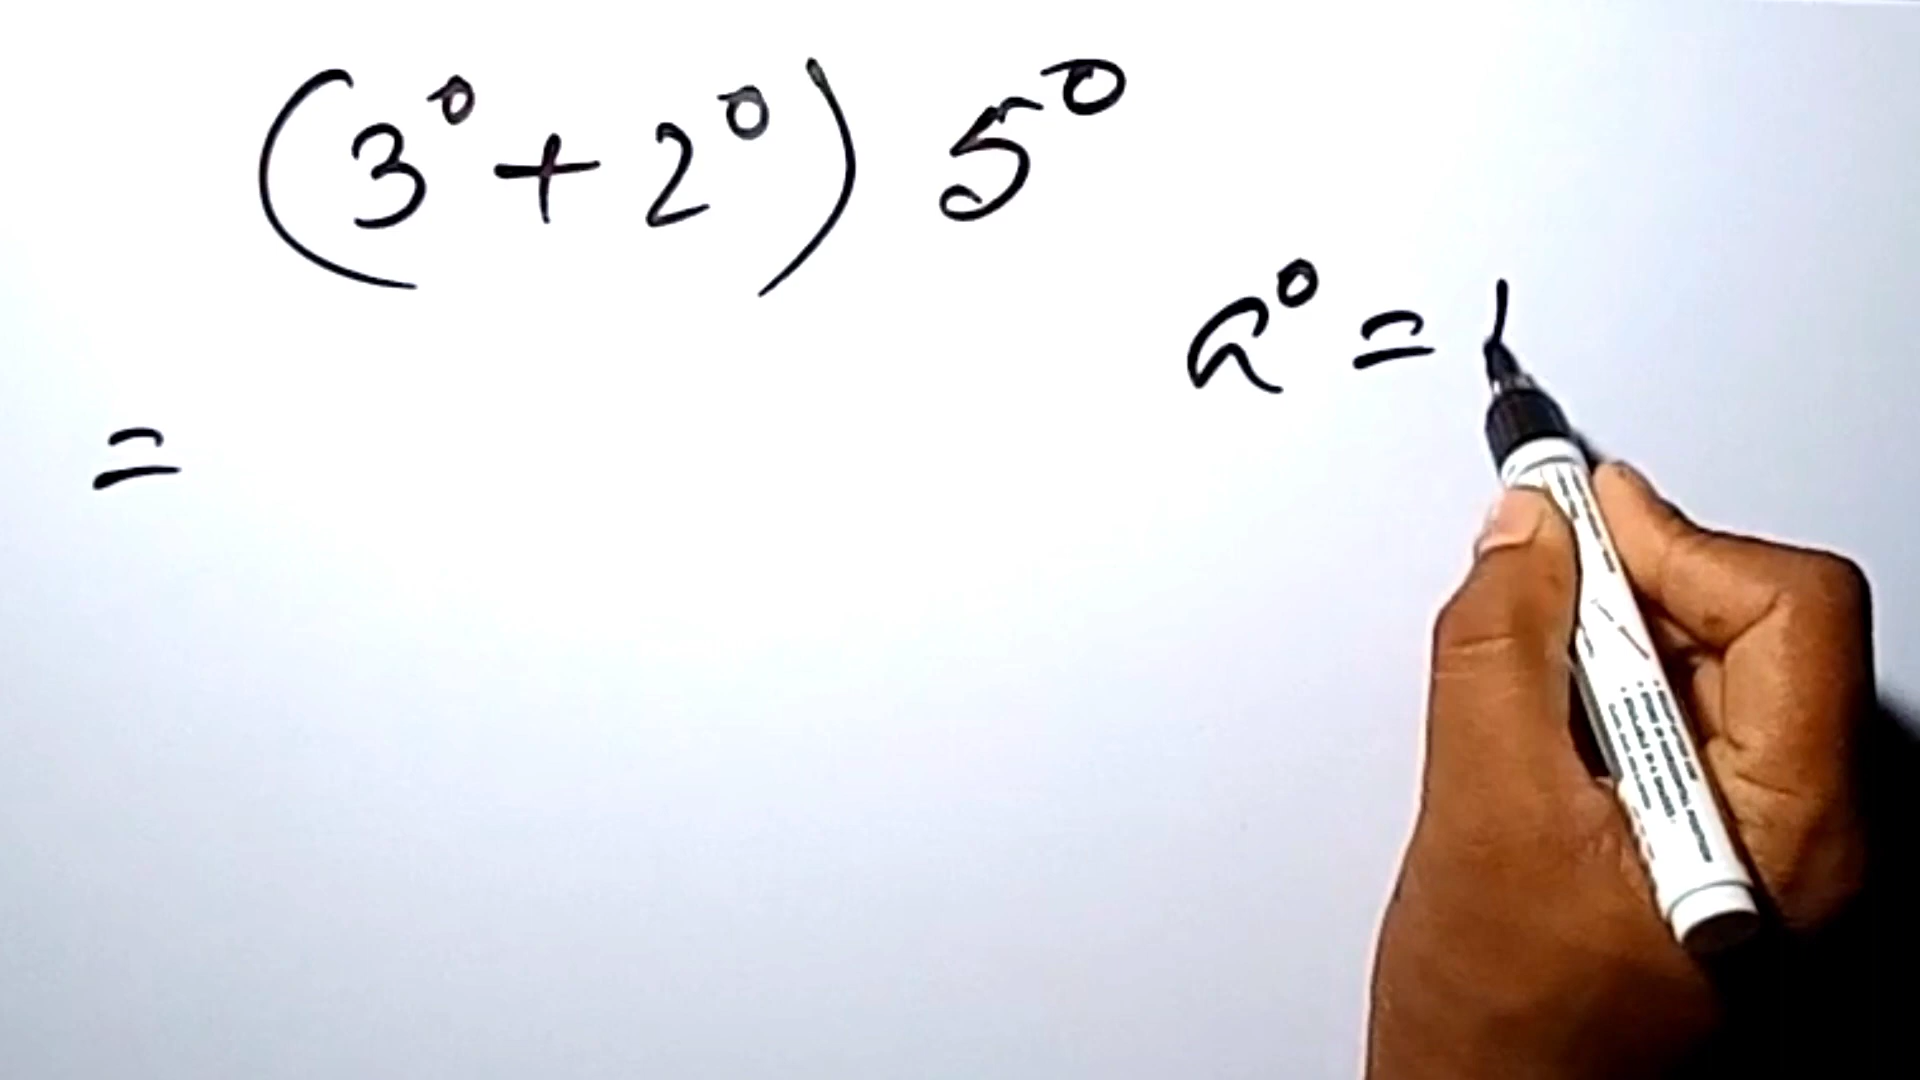 (3⁰+2⁰) 5⁰
a⁰ = 1
=